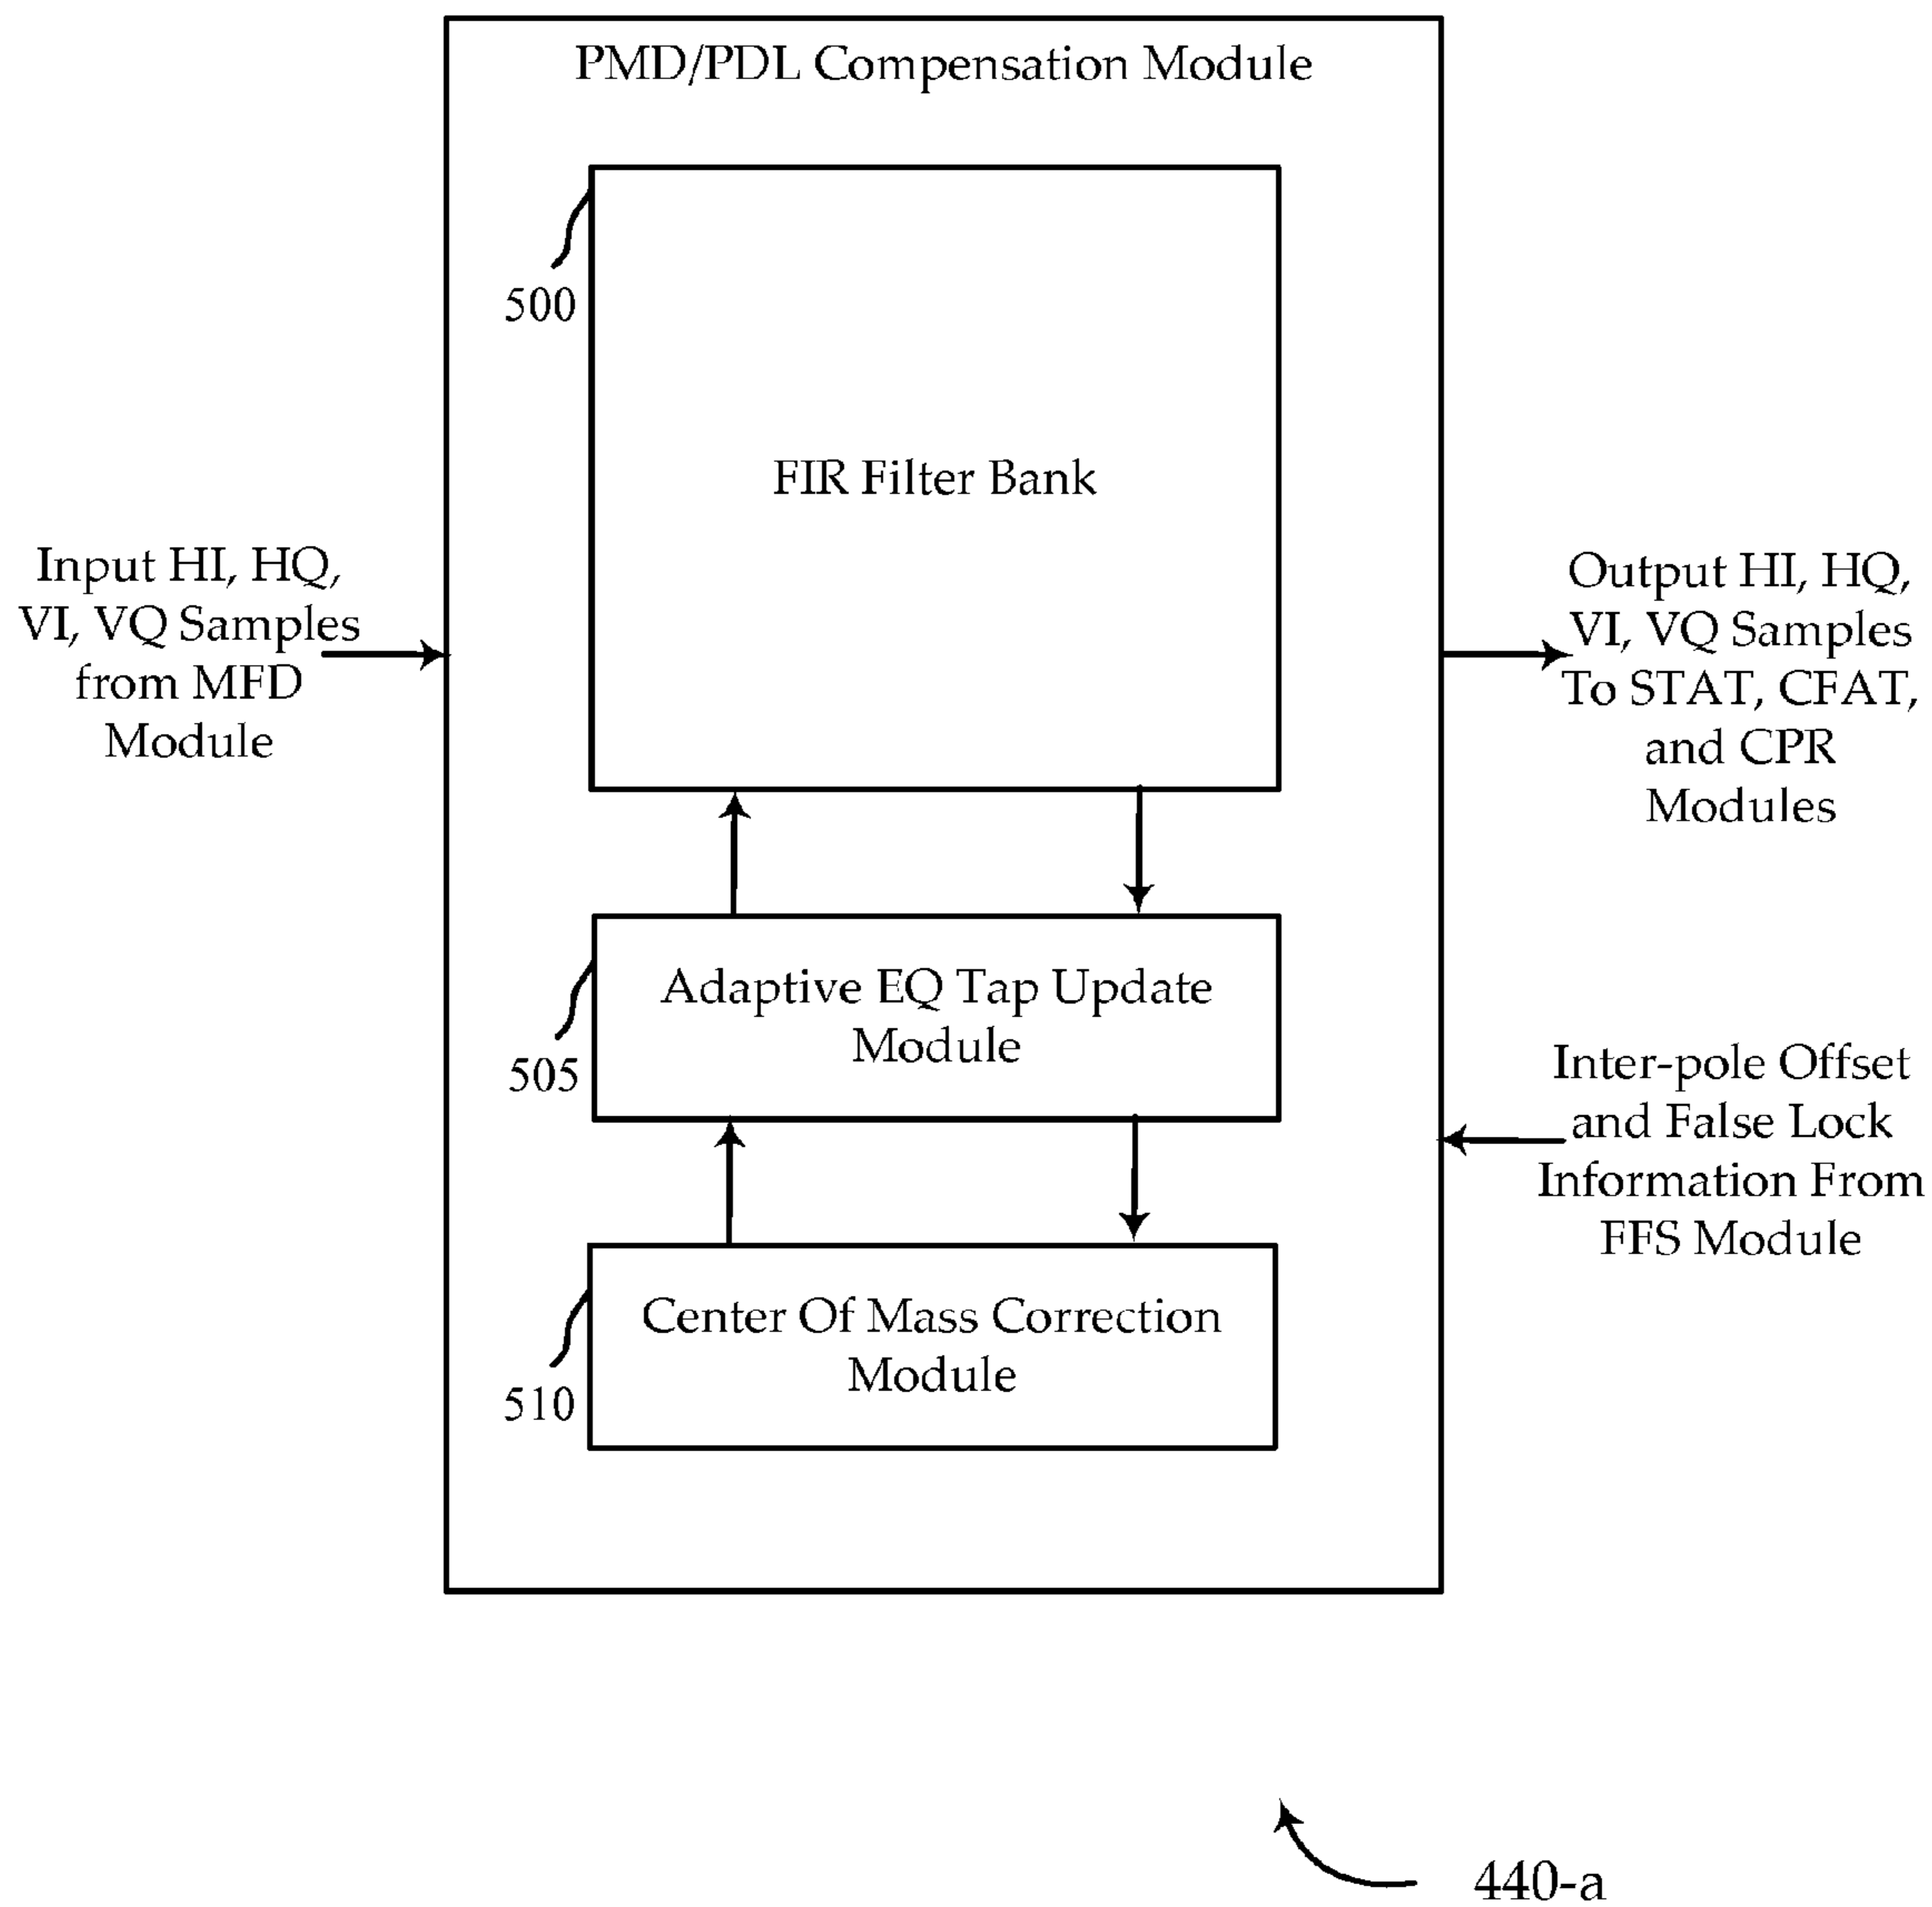 PMD/PDL Compensation Module
500
FIR Filter Bank
Input HI, HQ,
VI, VQ Samples
from MFD
Module
Output HI, HQ,
VI, VQ Samples
To STAT, CFAT,
and CPR
Modules
Adaptive EQ Tap Update
Module
505
Inter-pole Offset
and False Lock
Information From
FFS Module
Center Of Mass Correction
Module
510
440-a